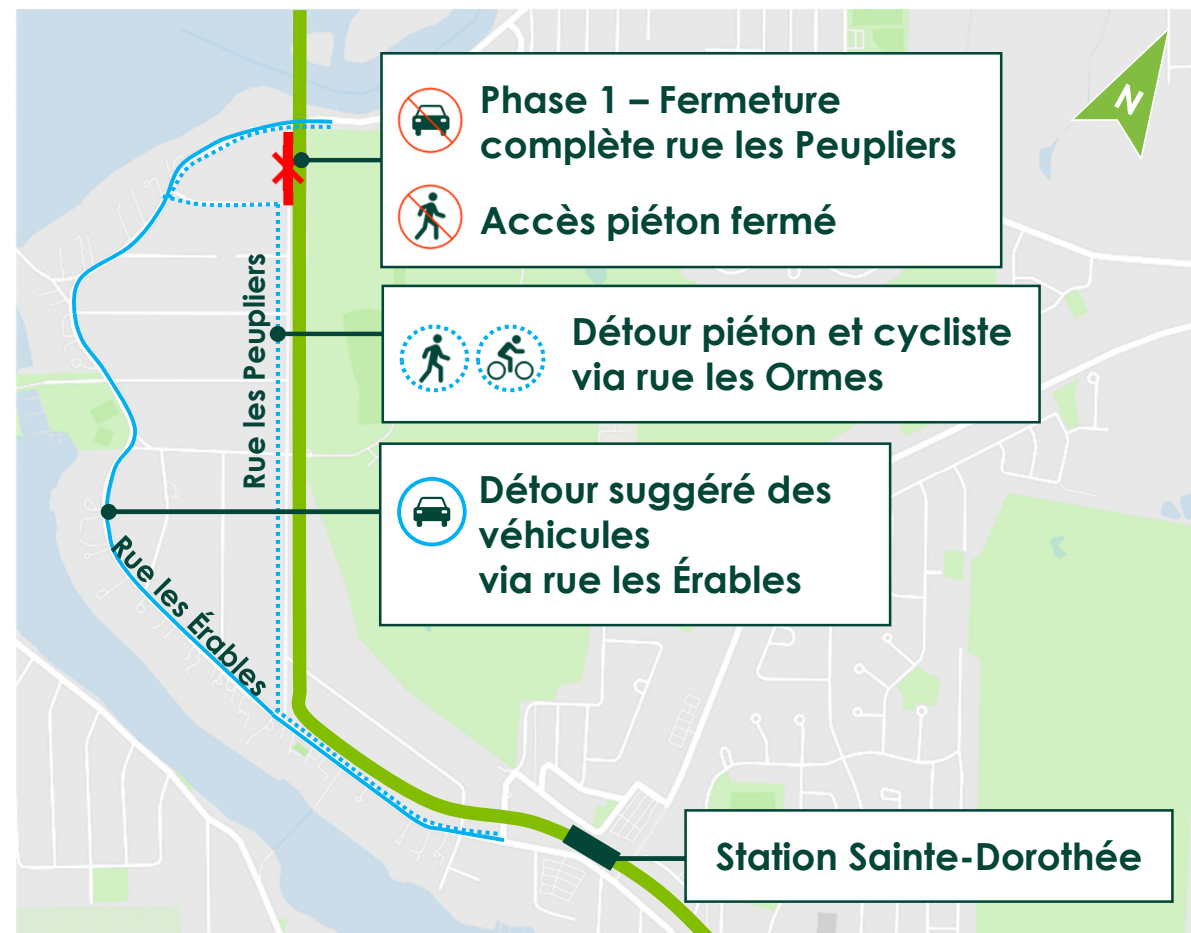 N
Phase 1 – Fermeture
complète rue les Peupliers
Accès piéton fermé
Rue les Peupliers
Détour piéton et cycliste
via rue les Ormes
Détour suggéré des
véhicules
via rue les Érables
Rue les Érables
Station Sainte-Dorothée